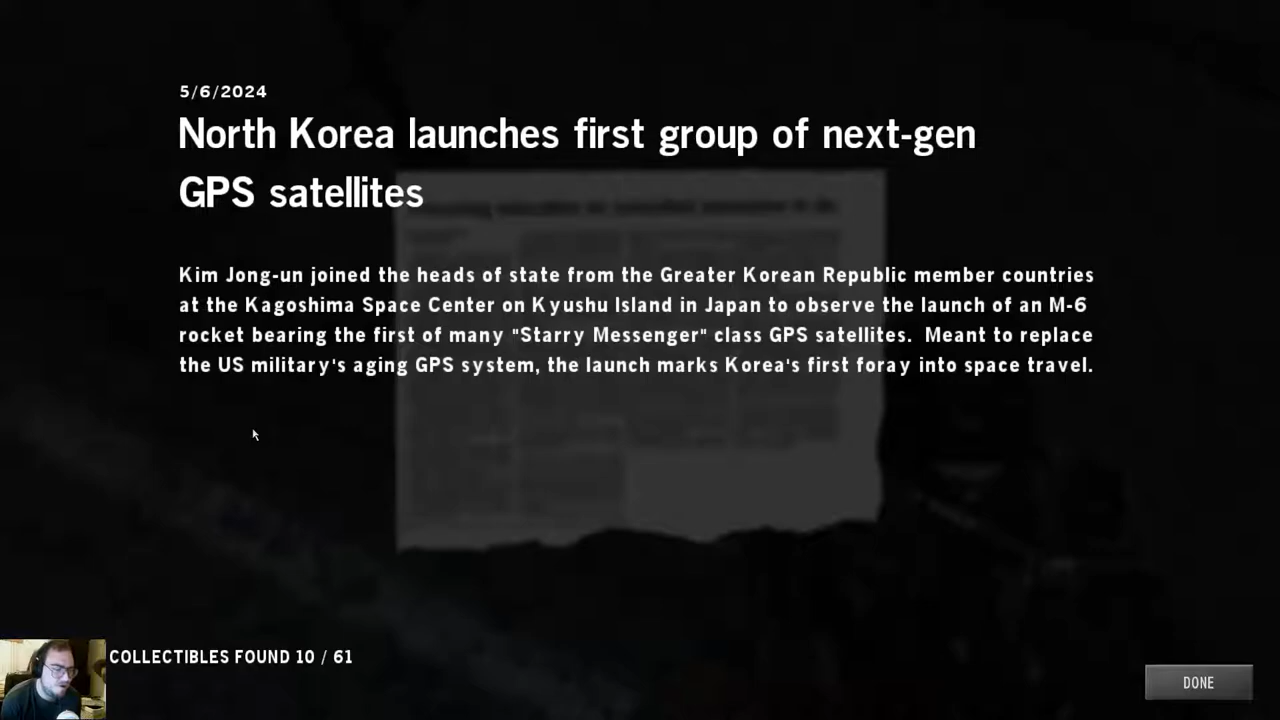 5/6/2024
North Korea launches first group of next-gen
GPS satellites
Kim Jong-un joined the heads of state from the Greater Korean Republic member countries
at the Kagoshima Space Center on Kyushu Island in Japan to observe the launch of an M-6
rocket bearing the first of many "Starry Messenger" class GPS satellites.  Meant to replace
the US military's aging GPS system, the launch marks Korea's first foray into space travel.
COLLECTIBLES FOUND 10 / 61
DONE